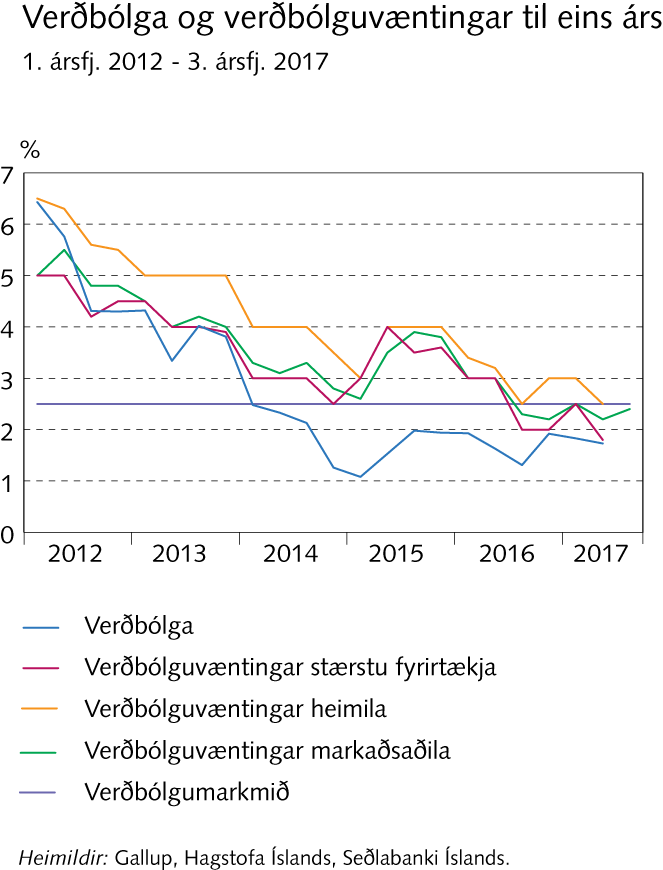 Verðbólga og verðbólguvæntingar til eins árs
1. ársfj. 2012 - 3. ársfj. 2017
%
7
6
5
4
3
2
1
0
2012 2013 2014 2015 2016 2017
Verðbólga
Verðbólguvæntingar stærstu fyrirtækja
Verðbólguvæntingar heimila
Verðbólguvæntingar markaðsaðila
Verðbólgumarkmið
Heimildir: Gallup, Hagstofa Íslands, Seðlabanki Íslands.